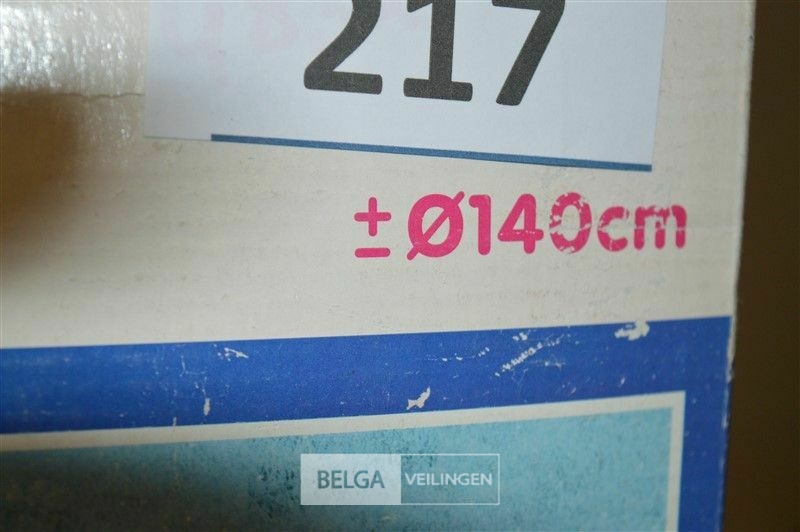 217
± Ø140cm
BELGA VEILINGEN